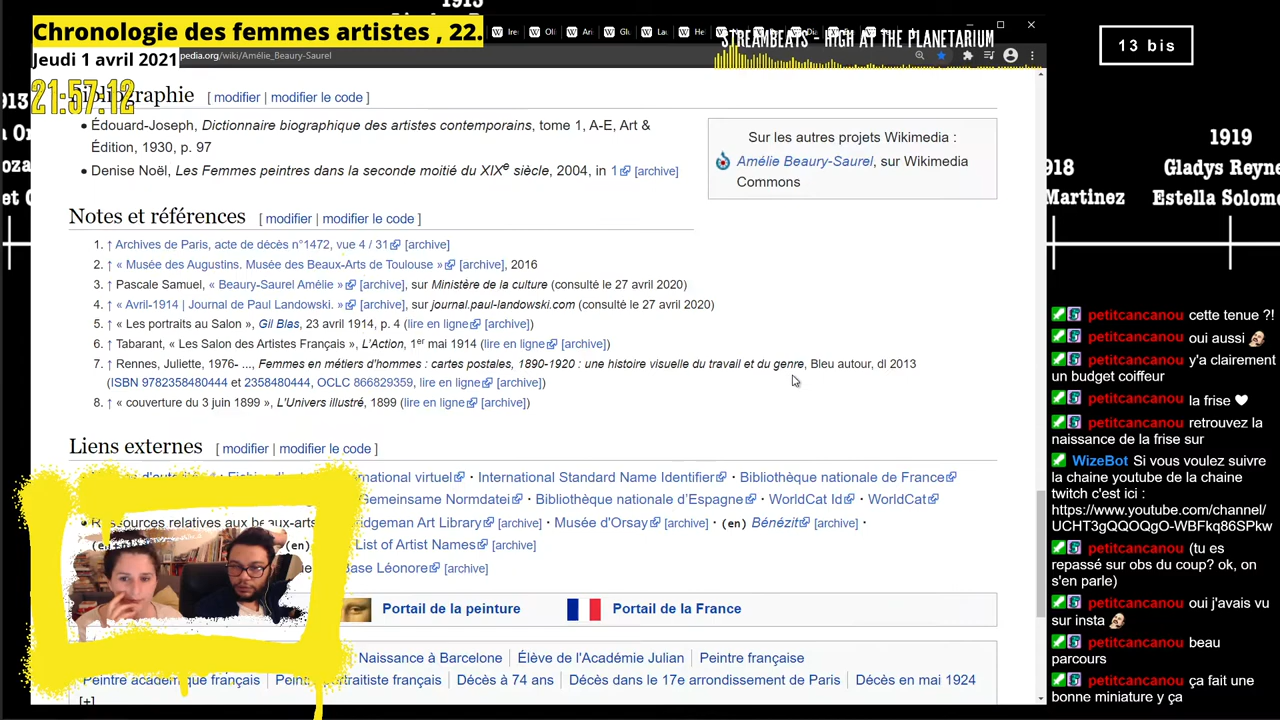 Chronologie des femmes artistes , 22.
Jeudi 1 avril 2021
21:57:12
pedia.org/wiki/Amélie_Beaury-Saurel
STREAMBEATS - HIGH AT THE PLANETARIUM
13 bis
Bibliographie [ modifier | modifier le code ]
• Édouard-Joseph, Dictionnaire biographique des artistes contemporains, tome 1, A-E, Art &
Édition, 1930, p. 97
• Denise Noël, Les Femmes peintres dans la seconde moitié du XIXe siècle, 2004, in 1 [archive]
Sur les autres projets Wikimedia :
Amélie Beaury-Saurel, sur Wikimedia
Commons
Notes et références [ modifier | modifier le code ]
1. ↑ Archives de Paris, acte de décès n°1472, vue 4 / 31 [archive]
2. ↑ « Musée des Augustins. Musée des Beaux-Arts de Toulouse » [archive], 2016
3. ↑ Pascale Samuel, « Beaury-Saurel Amélie » [archive], sur Ministère de la culture (consulté le 27 avril 2020)
4. ↑ « Avril-1914 | Journal de Paul Landowski. » [archive], sur journal.paul-landowski.com (consulté le 27 avril 2020)
5. ↑ « Les portraits au Salon », Gil Blas, 23 avril 1914, p. 4 (lire en ligne [archive])
6. ↑ Tabarant, « Les Salon des Artistes Français », L'Action, 1er mai 1914 (lire en ligne [archive])
7. ↑ Rennes, Juliette, 1976- ..., Femmes en métiers d'hommes : cartes postales, 1890-1920 : une histoire visuelle du travail et du genre, Bleu autour, dl 2013
(ISBN 9782358480444 et 2358480444, OCLC 866829359, lire en ligne [archive])
8. ↑ « couverture du 3 juin 1899 », L'Univers illustré, 1899 (lire en ligne [archive])
Liens externes [ modifier | modifier le code ]
international virtuel · International Standard Name Identifier · Bibliothèque nationale de France
Gemeinsame Normdatei · Bibliothèque nationale d'Espagne · WorldCat Id · WorldCat
• Ressources relatives aux beaux-arts Bridgeman Art Library [archive] · Musée d'Orsay [archive] · (en) Bénézit [archive] ·
(en) List of Artist Names [archive]
Base Léonore [archive]
Portail de la peinture Portail de la France
Naissance à Barcelone | Élève de l'Académie Julian | Peintre française
Peintre académique français | Peintre portraitiste français | Décès à 74 ans | Décès dans le 17e arrondissement de Paris | Décès en mai 1924
[+]
1919
Gladys Reyne
Estella Solom
918
Martinez
petitcancanou cette tenue ?!
petitcancanou oui aussi
petitcancanou y'a clairement
un budget coiffeur
petitcancanou la frise
petitcancanou retrouvez la
naissance de la frise sur
WizeBot Si vous voulez suivre
la chaine youtube de la chaine
twitch c'est ici :
https://www.youtube.com/channel/
UCHT3gQQOQgO-WBFkq86SPkw
petitcancanou (tu es
repassé sur obs du coup? ok, on
s'en parle)
petitcancanou oui j'avais vu
sur insta
petitcancanou beau
parcours
petitcancanou ça fait une
bonne miniature y ça